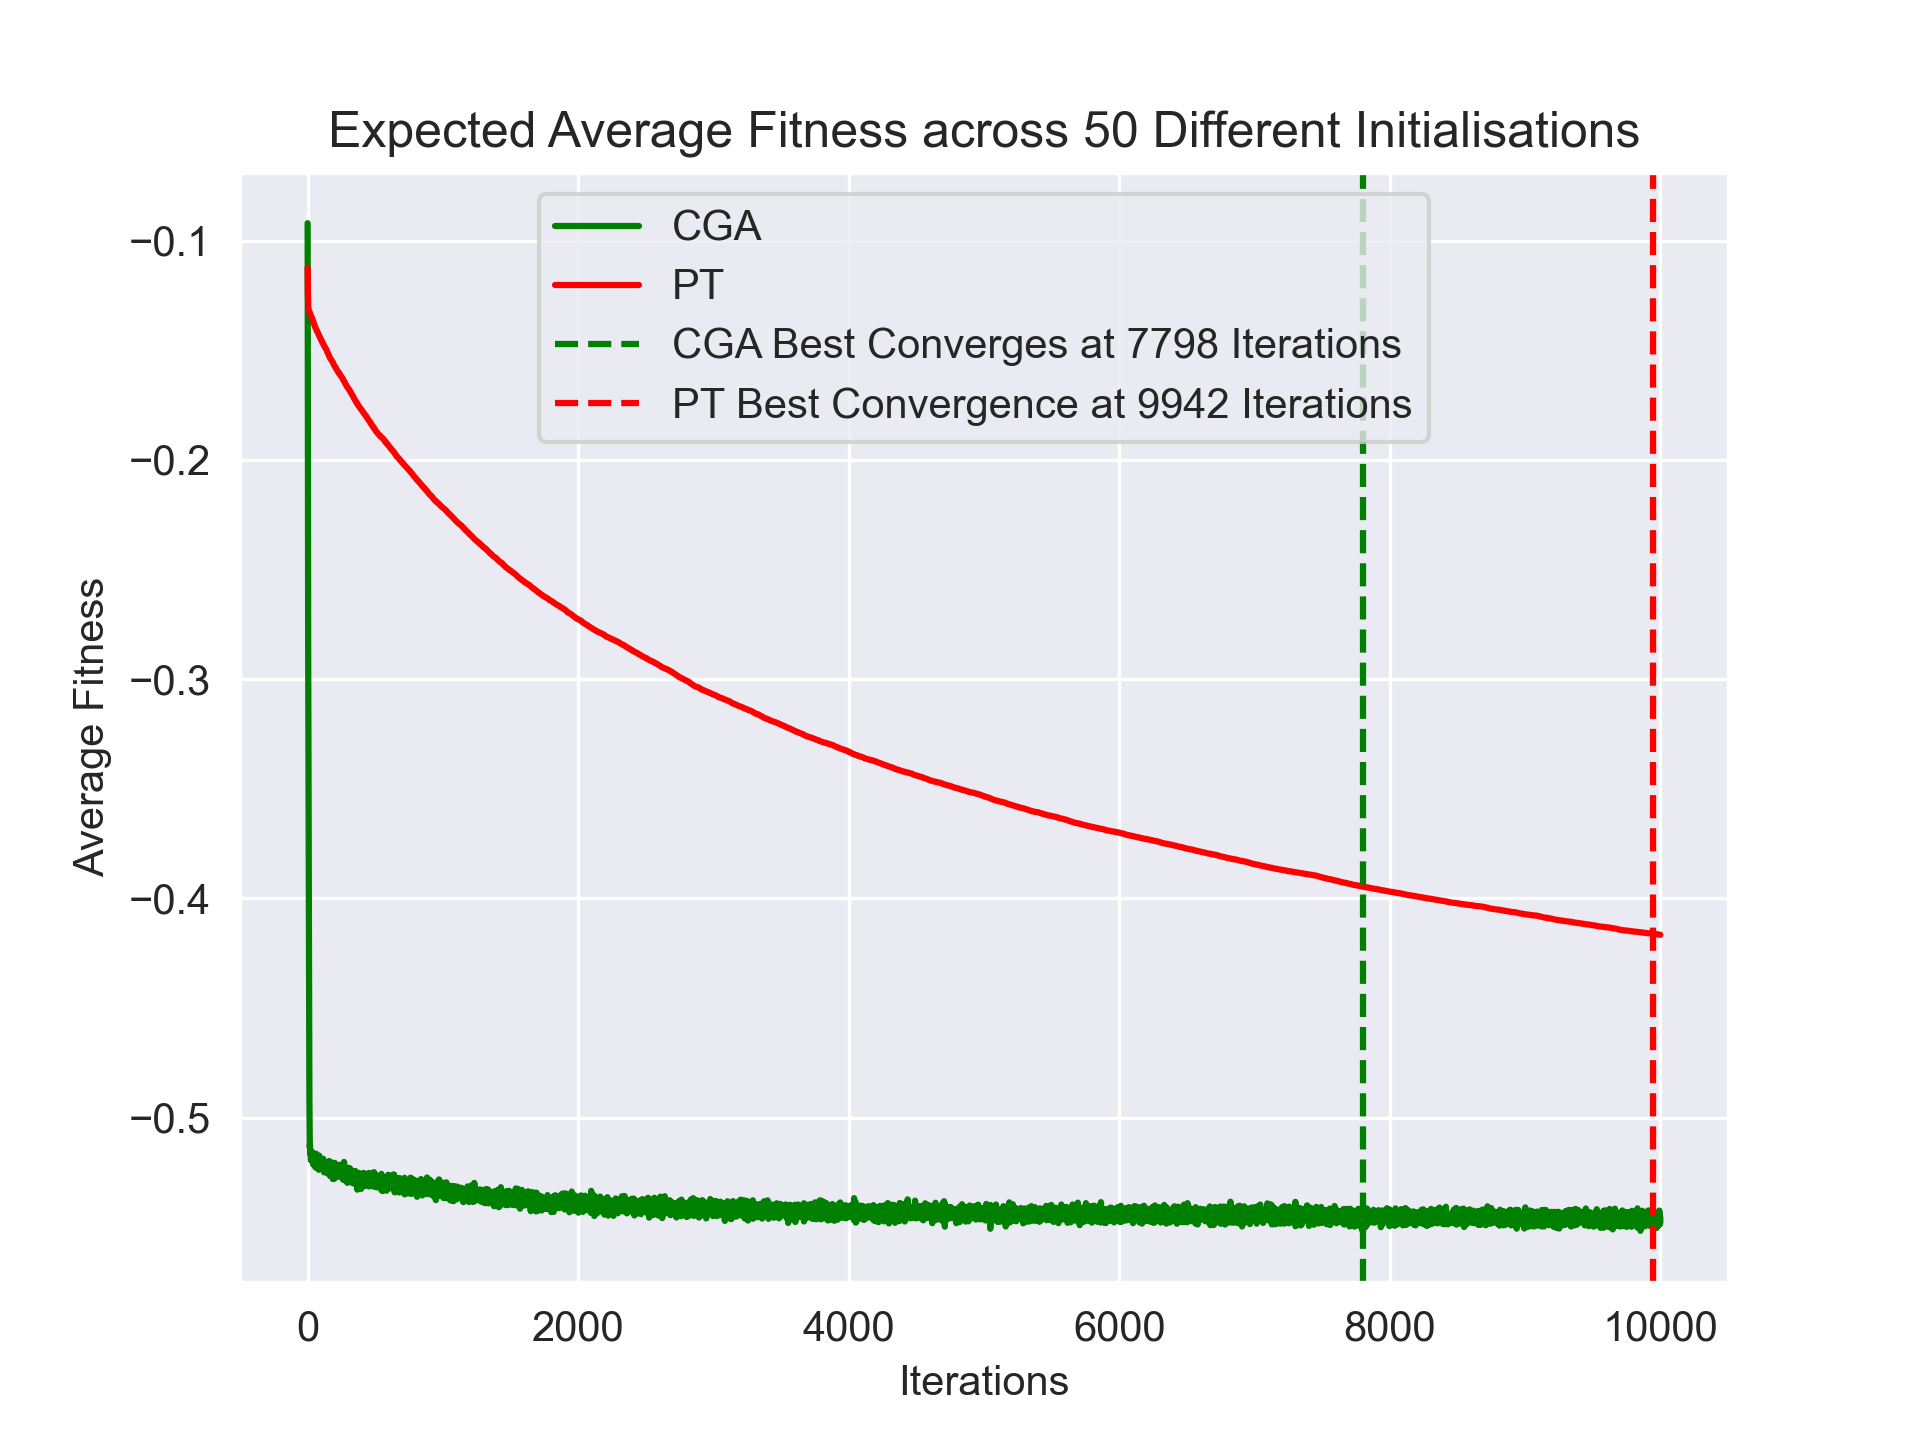 Expected Average Fitness across 50 Different Initialisations
CGA
PT
CGA Best Converges at 7798 Iterations
PT Best Convergence at 9942 Iterations
Average Fitness
−0.1
−0.2
−0.3
−0.4
−0.5
0
2000
4000
6000
8000
10000
Iterations